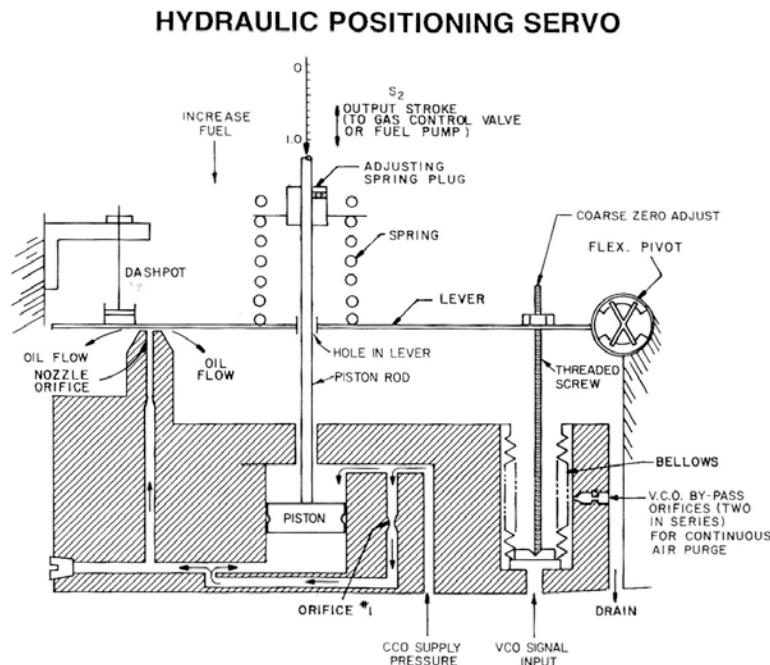 HYDRAULIC POSITIONING SERVO
0
S2
OUTPUT STROKE
(TO GAS CONTROL VALVE
OR FUEL PUMP)
1.0
INCREASE
FUEL
ADJUSTING
SPRING PLUG
COARSE ZERO ADJUST
SPRING
FLEX. PIVOT
DASHPOT
LEVER
OIL FLOW
NOZZLE
ORIFICE
OIL
FLOW
HOLE IN LEVER
PISTON ROD
THREADED
SCREW
BELLOWS
V.C.O. BY-PASS
ORIFICES (TWO
IN SERIES)
FOR CONTINUOUS
AIR PURGE
PISTON
ORIFICE #1
DRAIN
CCO SUPPLY
PRESSURE
VCO SIGNAL
INPUT